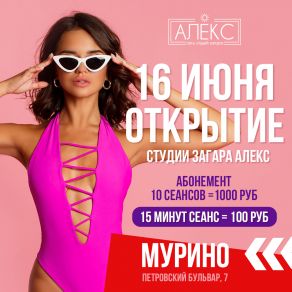 АЛЕКС
16 ИЮНЯ
ОТКРЫТИЕ
СТУДИИ ЗАГАРА АЛЕКС
АБОНЕМЕНТ
10 СЕАНСОВ =1000 РУБ
15 МИНУТ СЕАНС = 100 РУБ
МУРИНО
ПЕТРОВСКИЙ БУЛЬВАР, 7